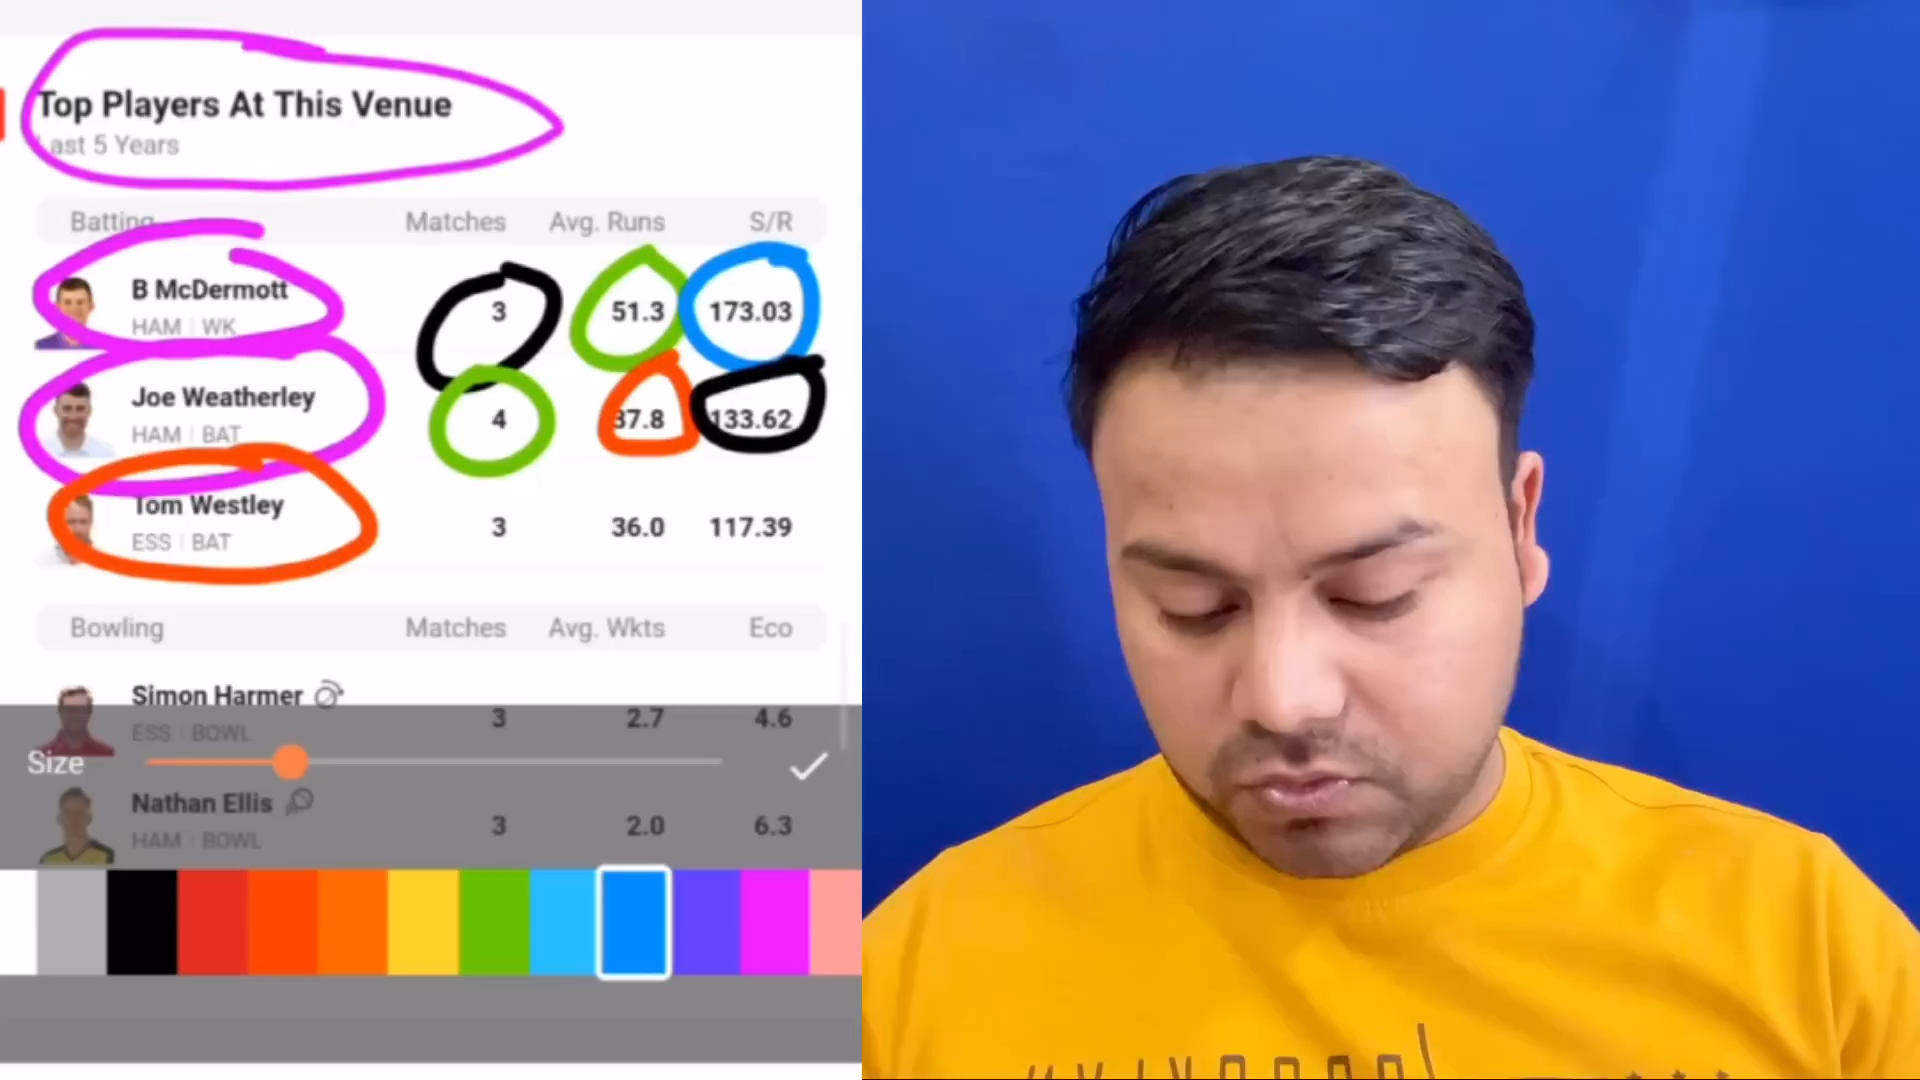 Top Players At This Venue
Last 5 Years
Batting Matches Avg. Runs S/R
B McDermott
HAM | WK
3 51.3 173.03
Joe Weatherley
HAM | BAT
4 37.8 133.62
Tom Westley
ESS | BAT
3 36.0 117.39
Bowling Matches Avg. Wkts Eco
Simon Harmer
ESS | BOWL
3 2.7 4.6
Size
Nathan Ellis
HAM | BOWL
3 2.0 6.3